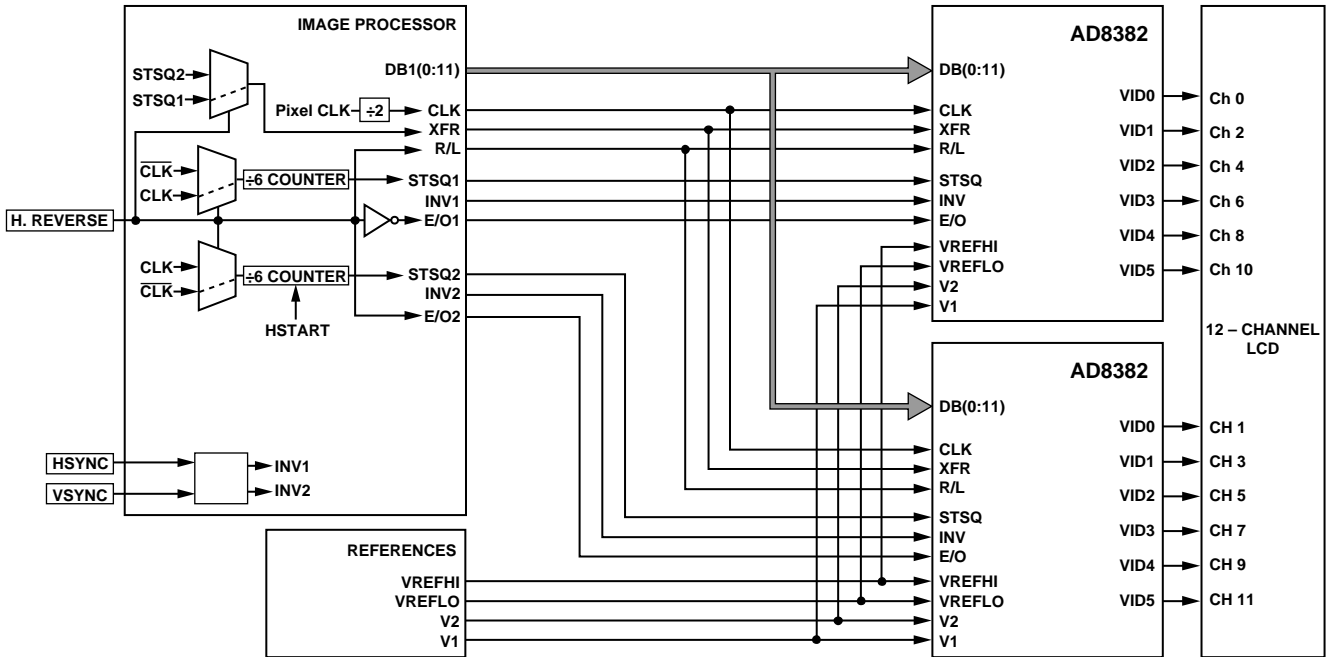 IMAGE PROCESSOR
STSQ2
STSQ1
DB1(0:11)
Pixel CLK
÷2
CLK
XFR
R/L
C̅L̅K̅
CLK
÷6 COUNTER
STSQ1
INV1
E/O1
H. REVERSE
CLK
C̅L̅K̅
÷6 COUNTER
STSQ2
INV2
E/O2
HSTART
HSYNC
VSYNC
INV1
INV2
REFERENCES
VREFHI
VREFLO
V2
V1
AD8382
DB(0:11)
CLK
XFR
R/L
STSQ
INV
E/O
VREFHI
VREFLO
V2
V1
VID0
VID1
VID2
VID3
VID4
VID5
AD8382
DB(0:11)
CLK
XFR
R/L
STSQ
INV
E/O
VREFHI
VREFLO
V2
V1
VID0
VID1
VID2
VID3
VID4
VID5
Ch 0
Ch 2
Ch 4
Ch 6
Ch 8
Ch 10
12 – CHANNEL
LCD
CH 1
CH 3
CH 5
CH 7
CH 9
CH 11